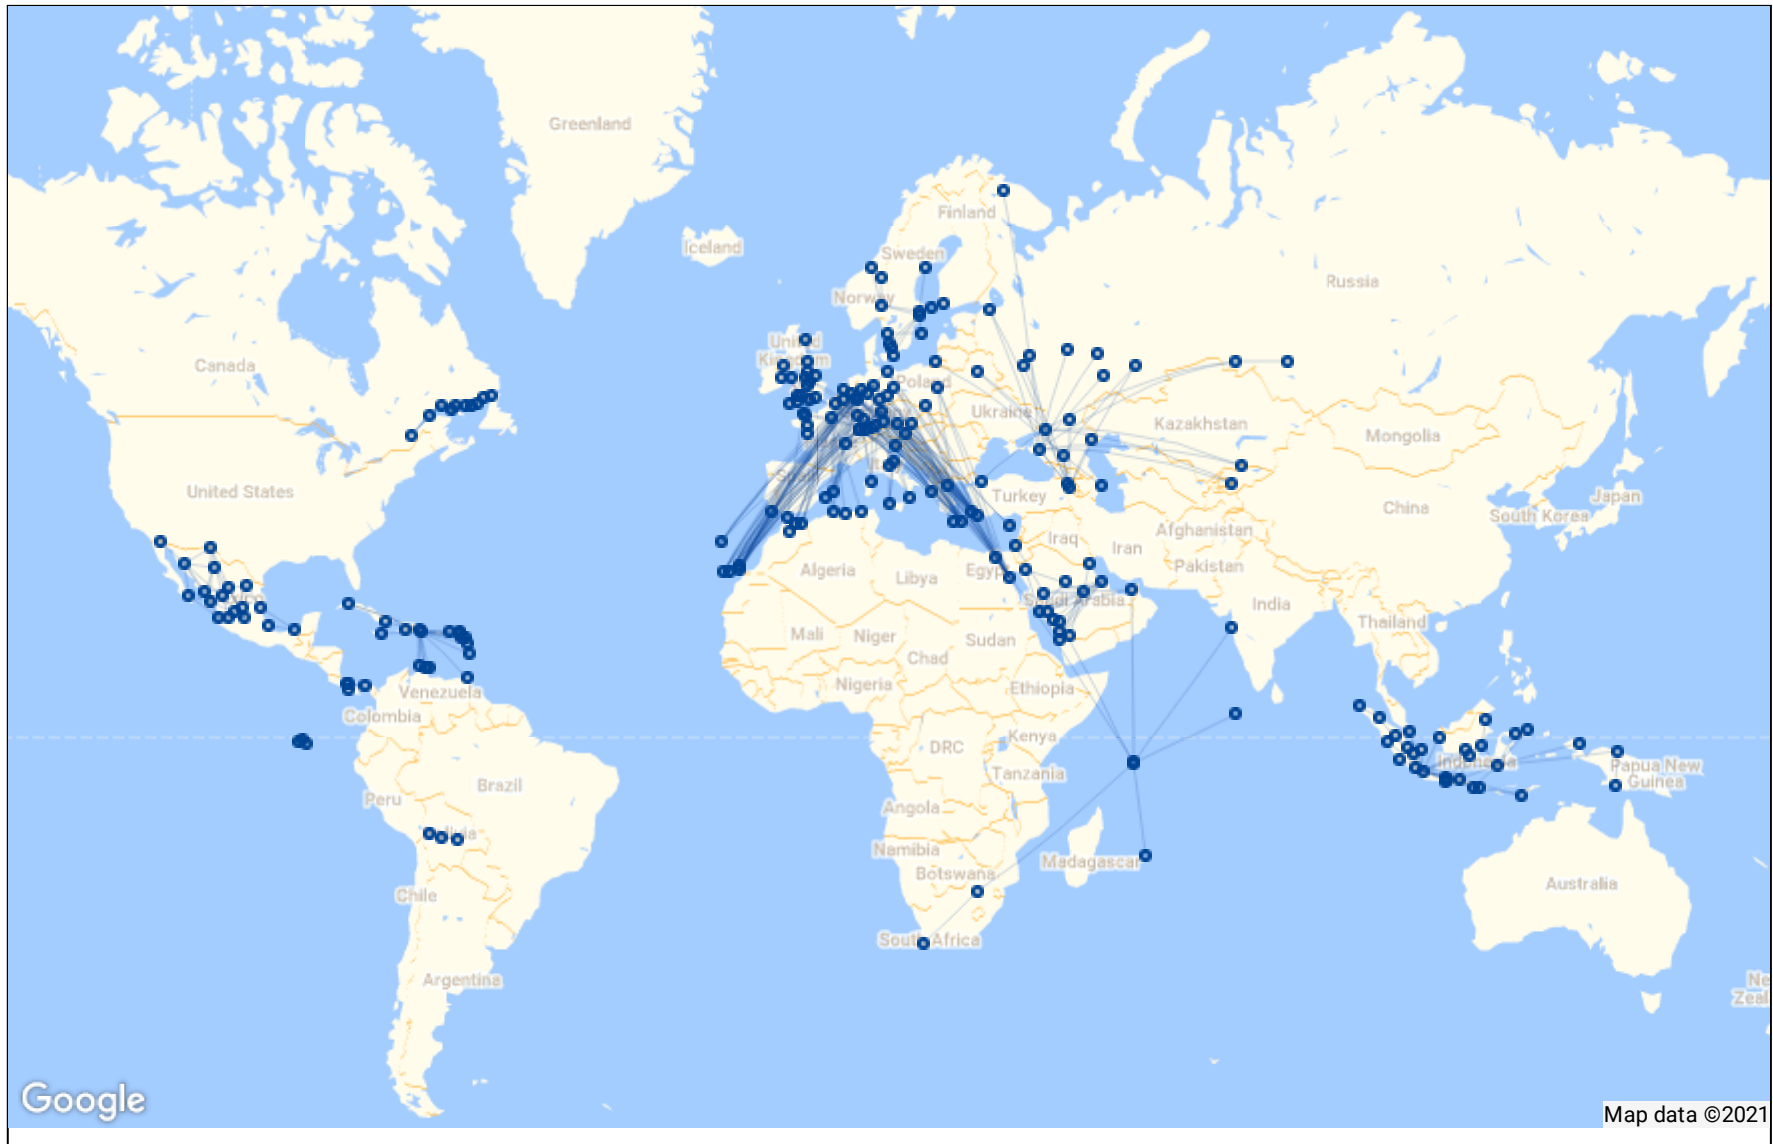 Greenland
Finland
Iceland
Sweden
Russia
Norway
United
Kingdom
Canada
Poland
Ukraine
Kazakhstan
Mongolia
United States
Turkey
Japan
China
South Korea
Afghanistan
Iraq
Iran
Algeria
Libya
Egypt
Pakistan
Saudi Arabia
India
Thailand
Mali
Niger
Sudan
Chad
Nigeria
Ethiopia
Venezuela
Colombia
Kenya
DRC
Indonesia
Papua New
Guinea
Tanzania
Brazil
Peru
Angola
Namibia
Madagascar
Botswana
Chile
Australia
South Africa
Argentina
Ne
Zeal
Google
Map data ©2021